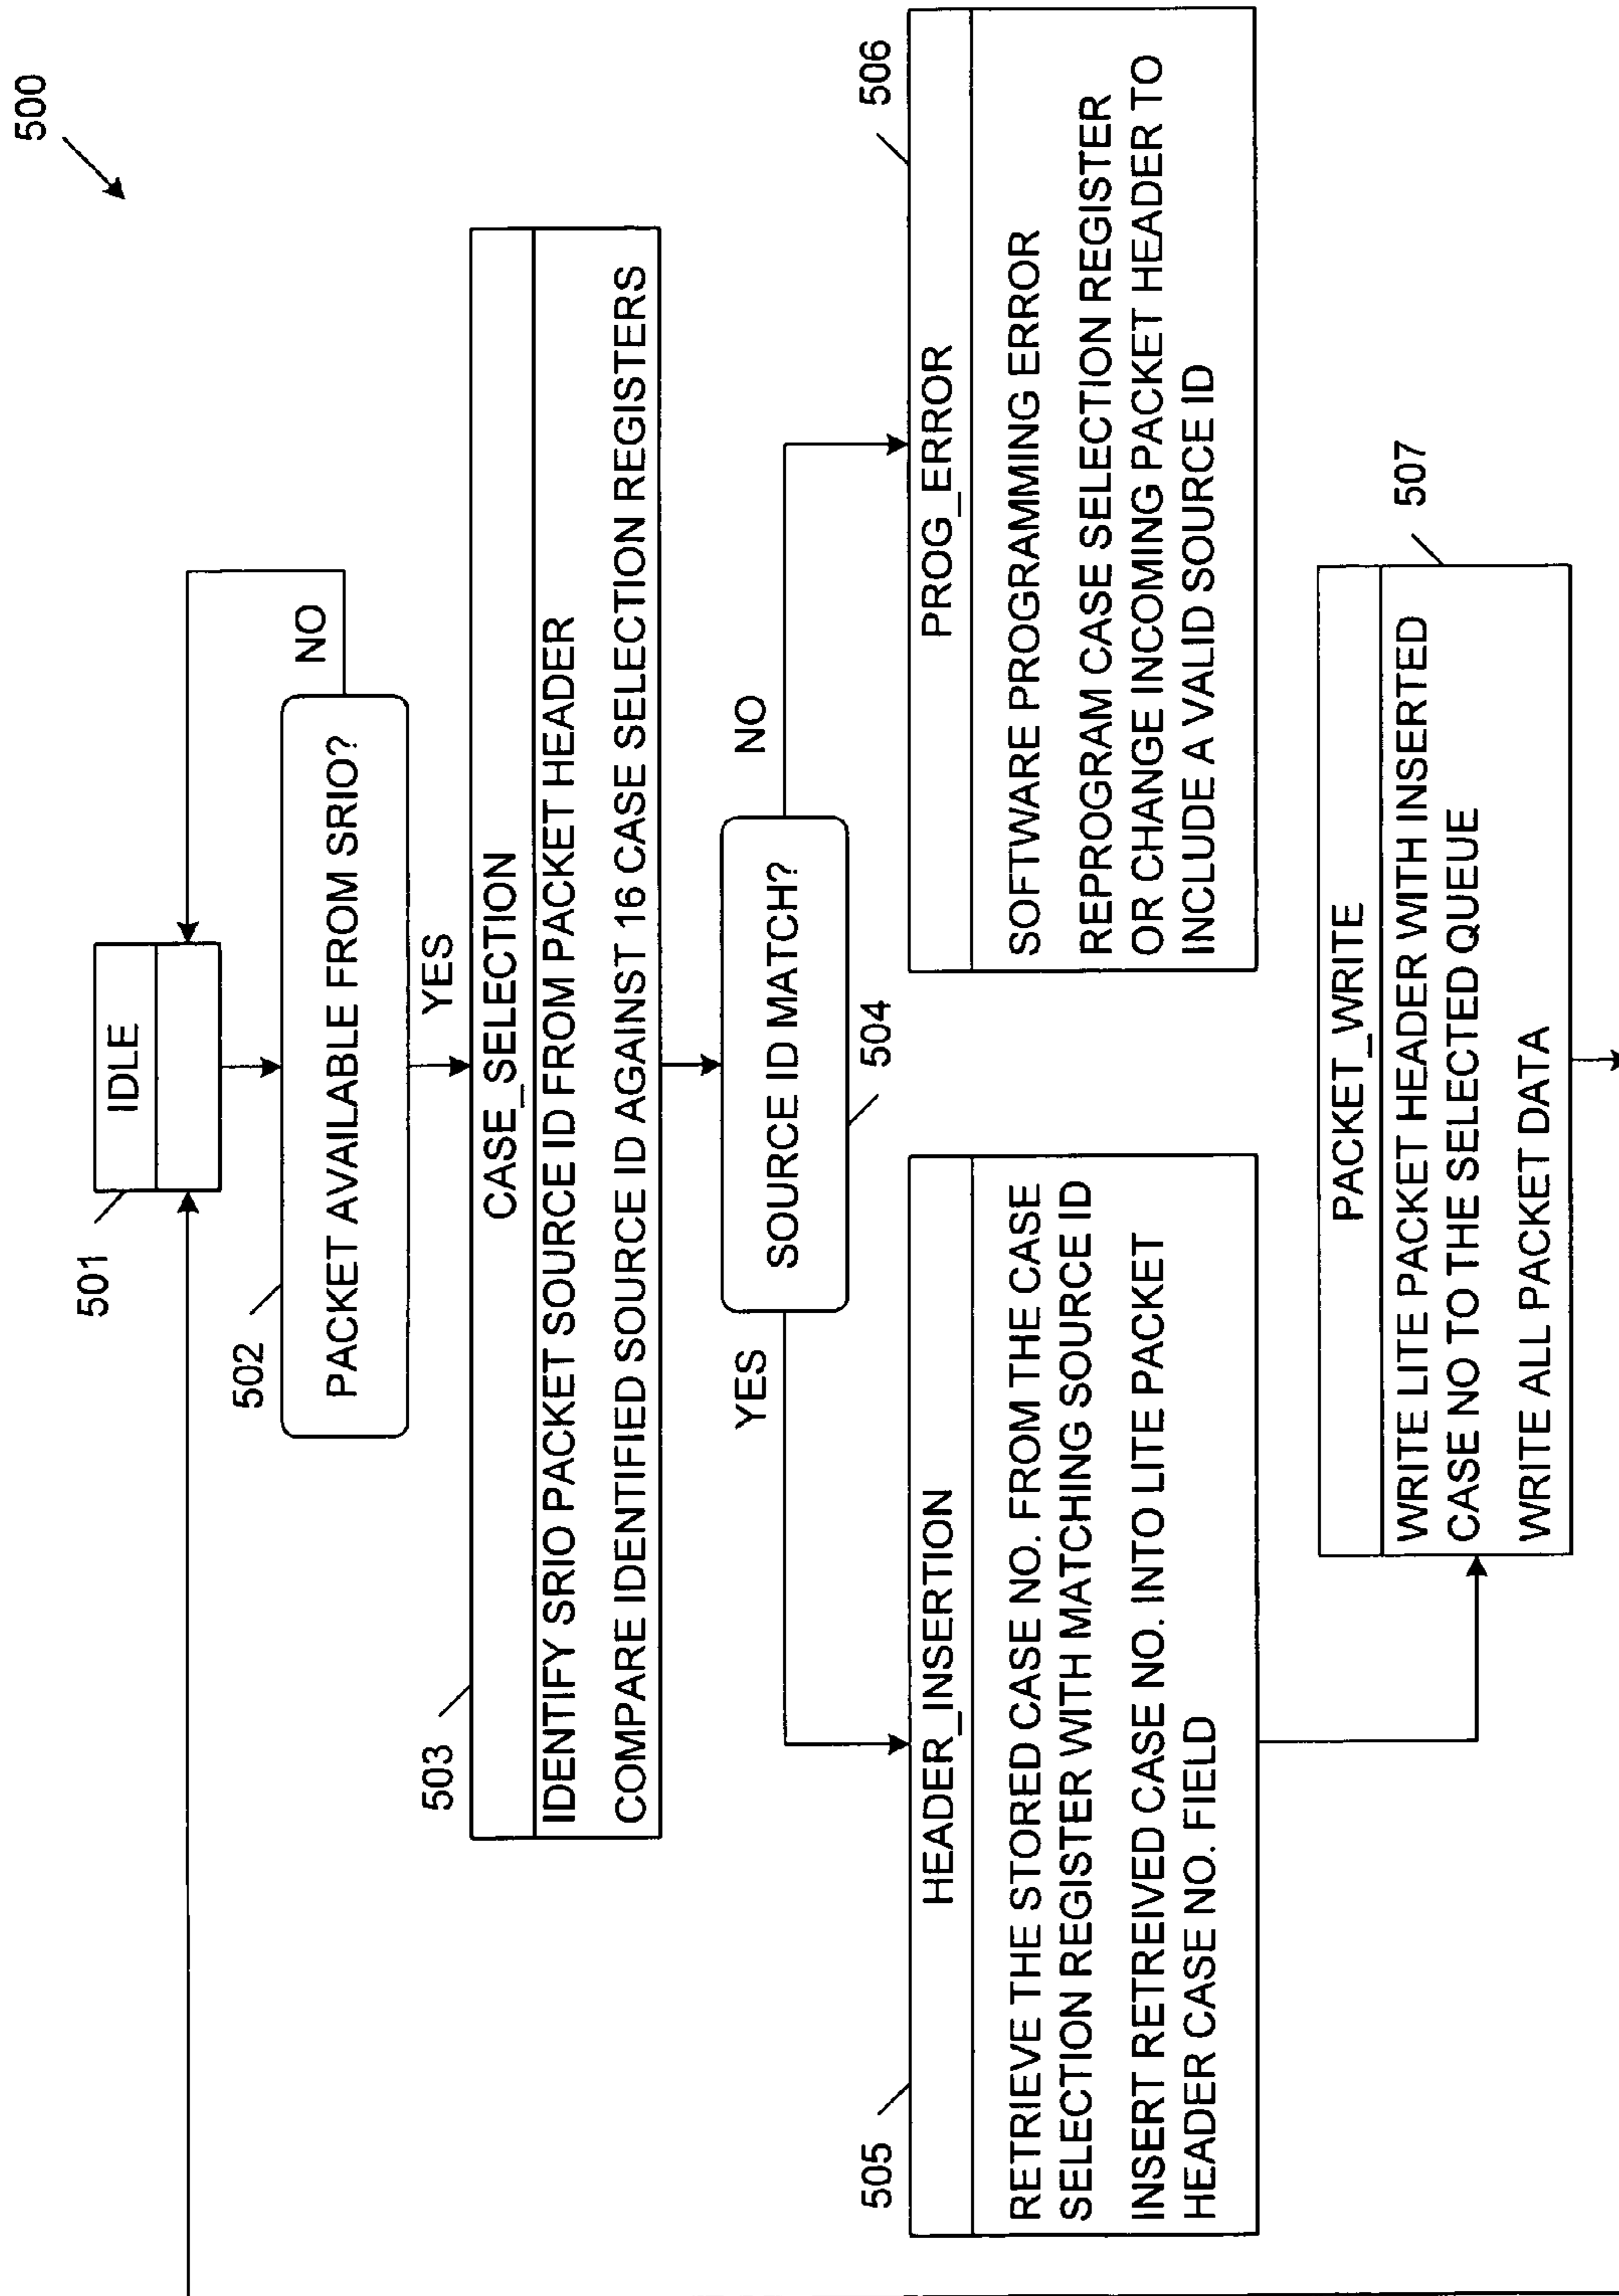 500
501
IDLE
502
PACKET AVAILABLE FROM SRIO?
NO
YES
503
CASE_SELECTION
IDENTIFY SRIO PACKET SOURCE ID FROM PACKET HEADER
COMPARE IDENTIFIED SOURCE ID AGAINST 16 CASE SELECTION REGISTERS
YES
SOURCE ID MATCH?
NO
504
505
HEADER_INSERTION
RETRIEVE THE STORED CASE NO. FROM THE CASE
SELECTION REGISTER WITH MATCHING SOURCE ID
INSERT RETREIVED CASE NO. INTO LITE PACKET
HEADER CASE NO. FIELD
506
PROG_ERROR
SOFTWARE PROGRAMMING ERROR
REPROGRAM CASE SELECTION REGISTER
OR CHANGE INCOMING PACKET HEADER TO
INCLUDE A VALID SOURCE ID
507
PACKET_WRITE
WRITE LITE PACKET HEADER WITH INSERTED
CASE NO TO THE SELECTED QUEUE
WRITE ALL PACKET DATA